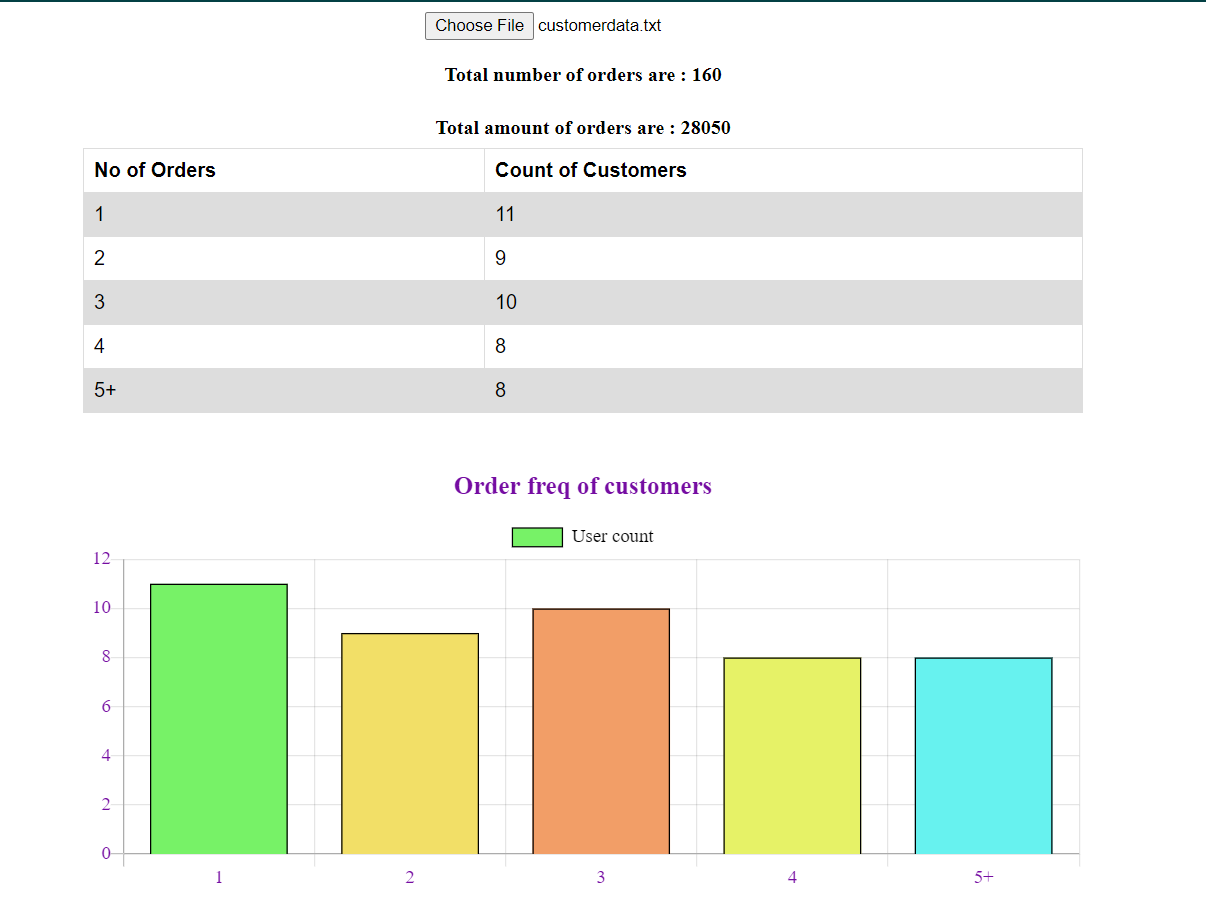 Choose File customerdata.txt
Total number of orders are : 160
Total amount of orders are : 28050
No of Orders Count of Customers
1 11
2 9
3 10
4 8
5+ 8
Order freq of customers
User count
12
10
8
6
4
2
0
1 2 3 4 5+